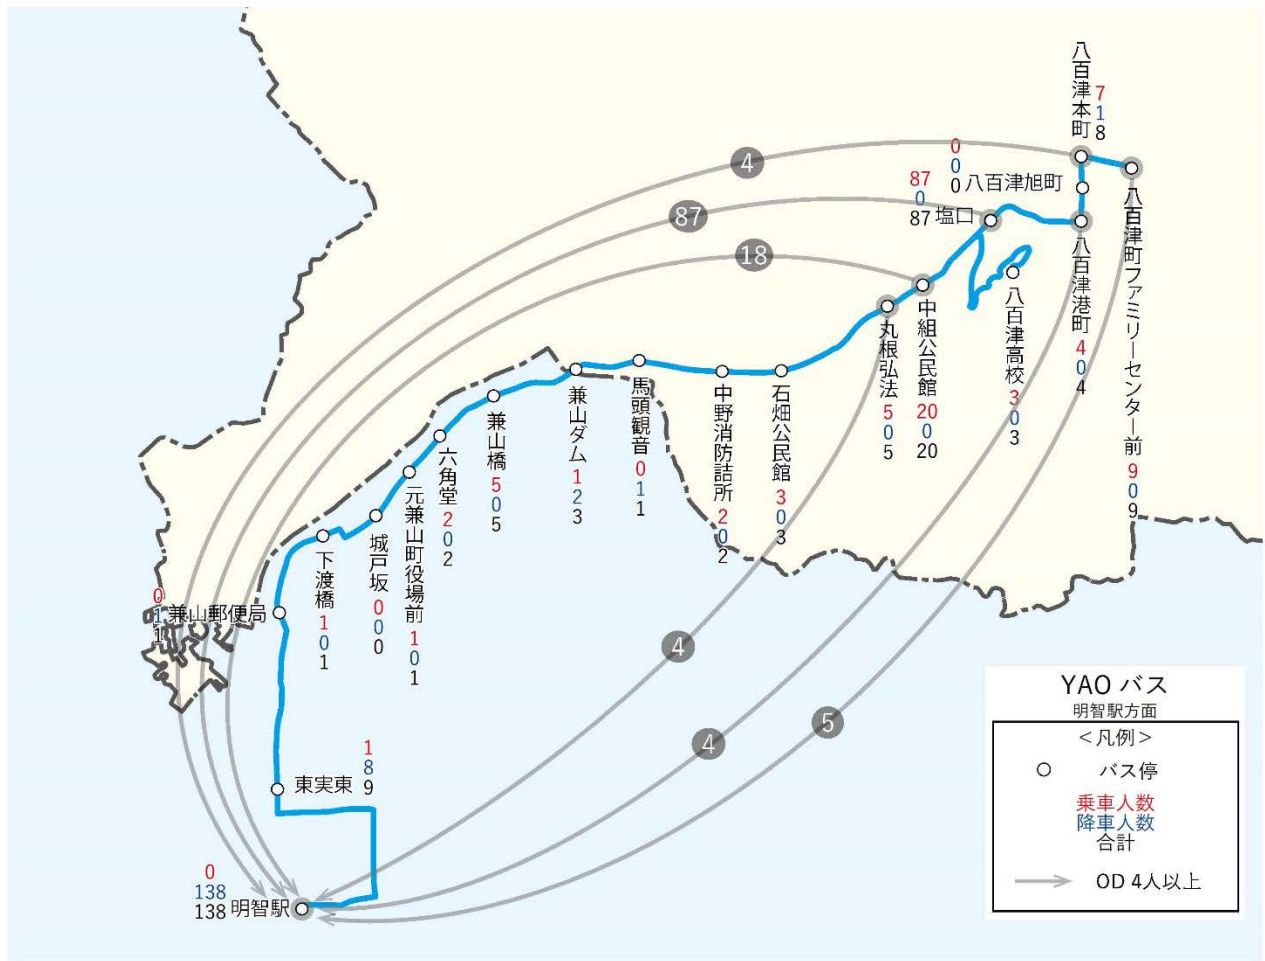 八百津本町
7
1
8
4
0
0
0
八百津旭町
87
0
87
塩口
87
18
八百津町ファミリーセンター前
9
0
9
八百津港町
4
0
4
八百津高校
3
0
3
中組公民館
20
0
20
丸根弘法
5
0
5
石畑公民館
3
0
3
中野消防詰所
2
0
2
馬頭観音
0
1
1
兼山ダム
1
2
3
兼山橋
5
0
5
六角堂
2
0
2
元兼山町役場前
1
0
1
城戸坂
0
0
0
下渡橋
1
0
1
0
1
1
兼山郵便局
4
4
5
東実東
1
8
9
0
138
138
明智駅
YAO バス
明智駅方面
<凡例>
バス停
乗車人数
降車人数
合計
OD 4人以上